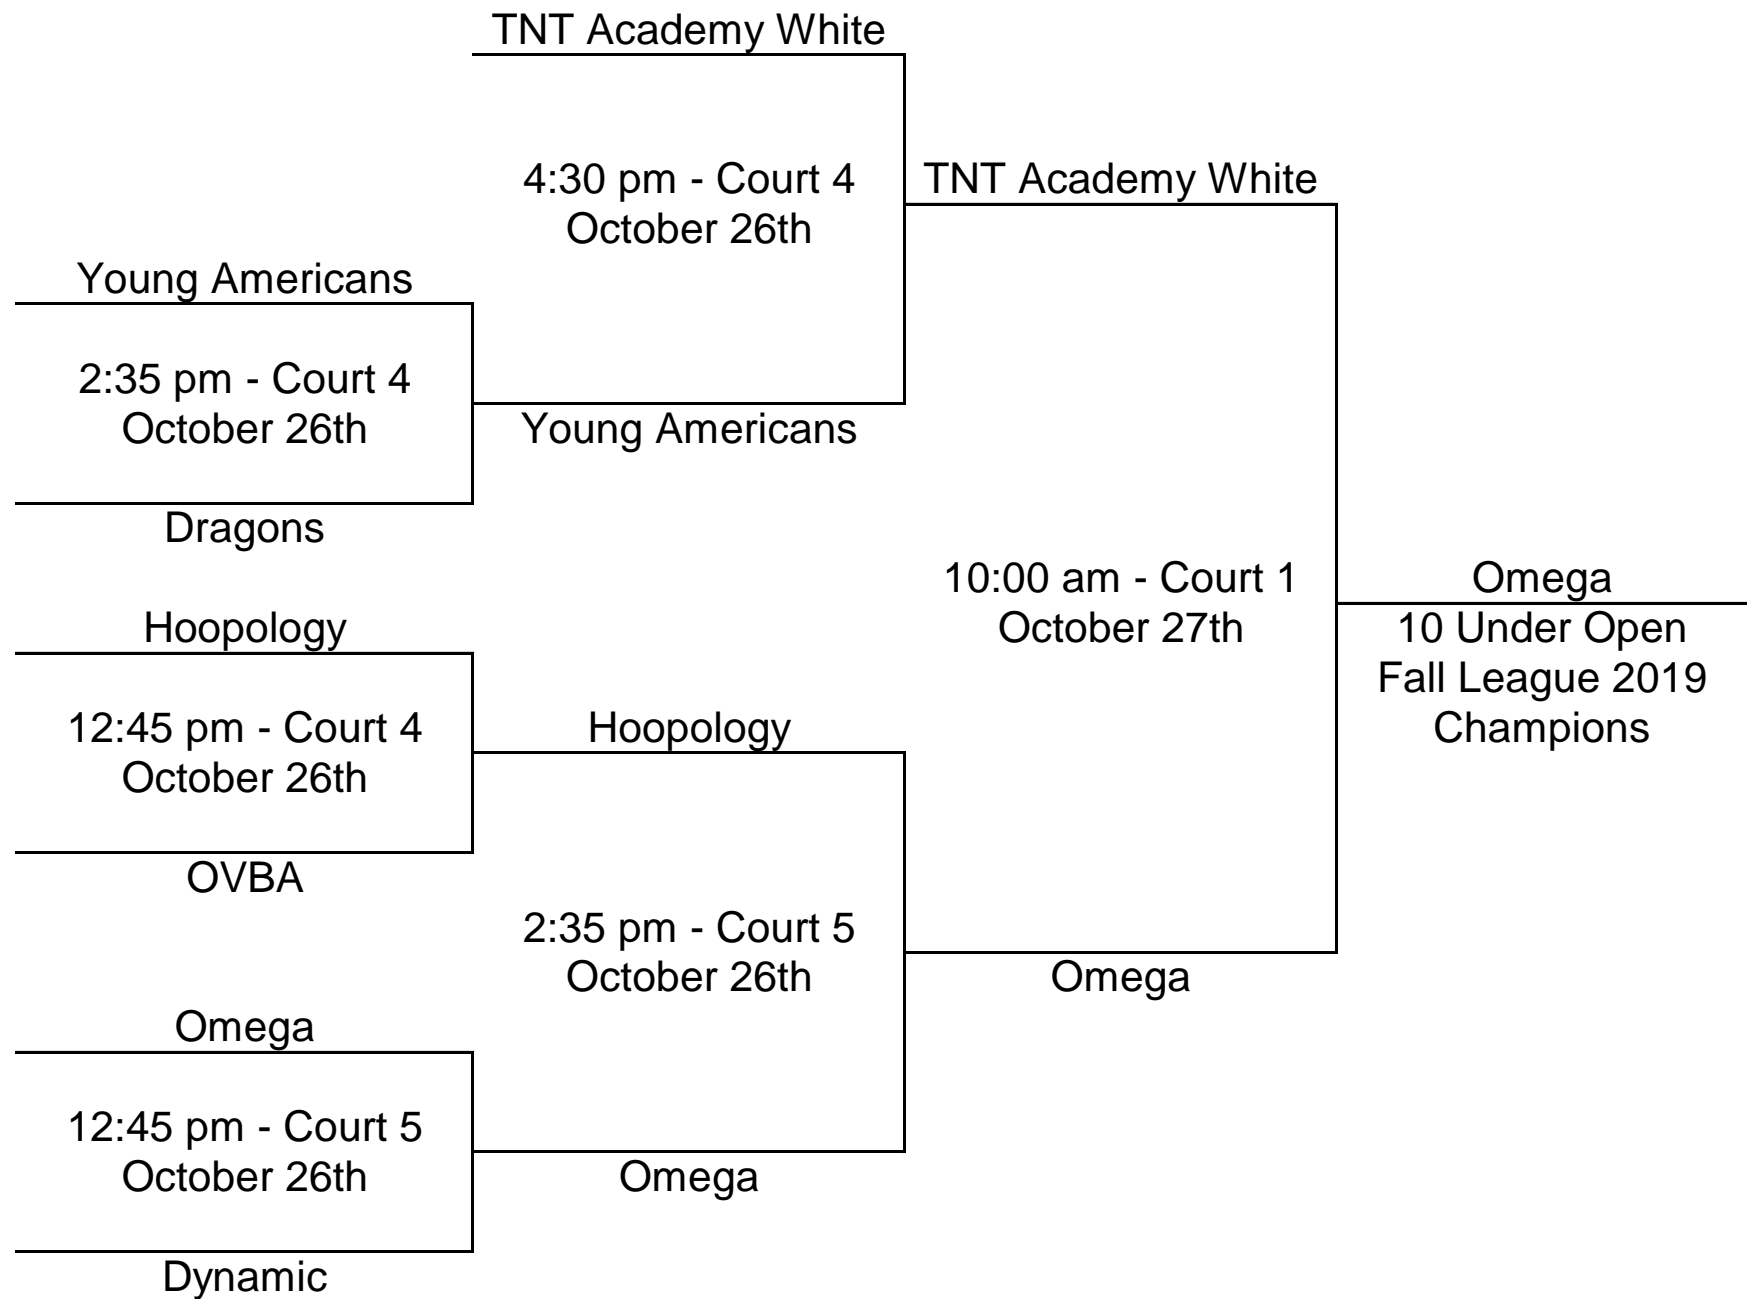 TNT Academy White
4:30 pm - Court 4
October 26th
TNT Academy White
Young Americans
2:35 pm - Court 4
October 26th
Young Americans
Dragons
10:00 am - Court 1
October 27th
Omega
10 Under Open
Fall League 2019
Champions
Hoopology
12:45 pm - Court 4
October 26th
Hoopology
OVBA
2:35 pm - Court 5
October 26th
Omega
Omega
12:45 pm - Court 5
October 26th
Omega
Dynamic